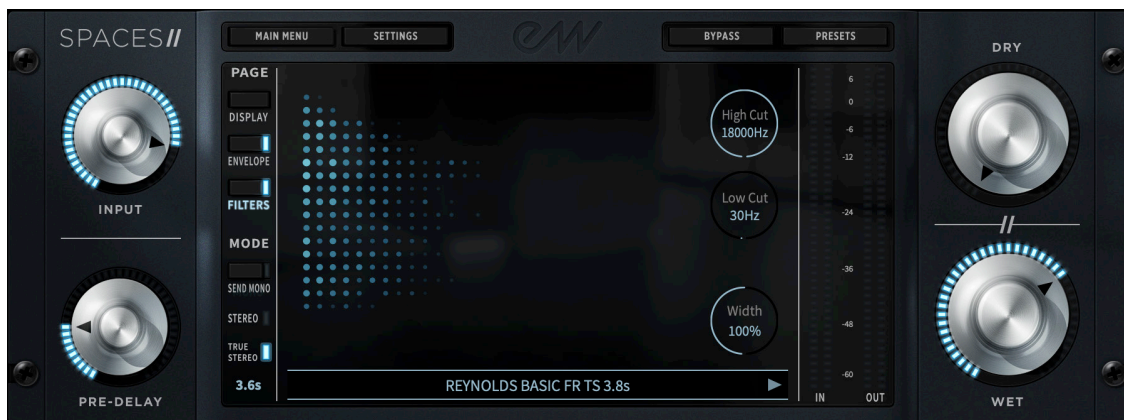 SPACES II
INPUT
PRE-DELAY
MAIN MENU
SETTINGS
EW
BYPASS
PRESETS
PAGE
DISPLAY
ENVELOPE
FILTERS
MODE
SEND MONO
STEREO
TRUE
STEREO
3.6s
High Cut
18000Hz
Low Cut
30Hz
Width
100%
REYNOLDS BASIC FR TS 3.8s
6
0
-6
-12
-24
-36
-48
-60
IN OUT
DRY
WET